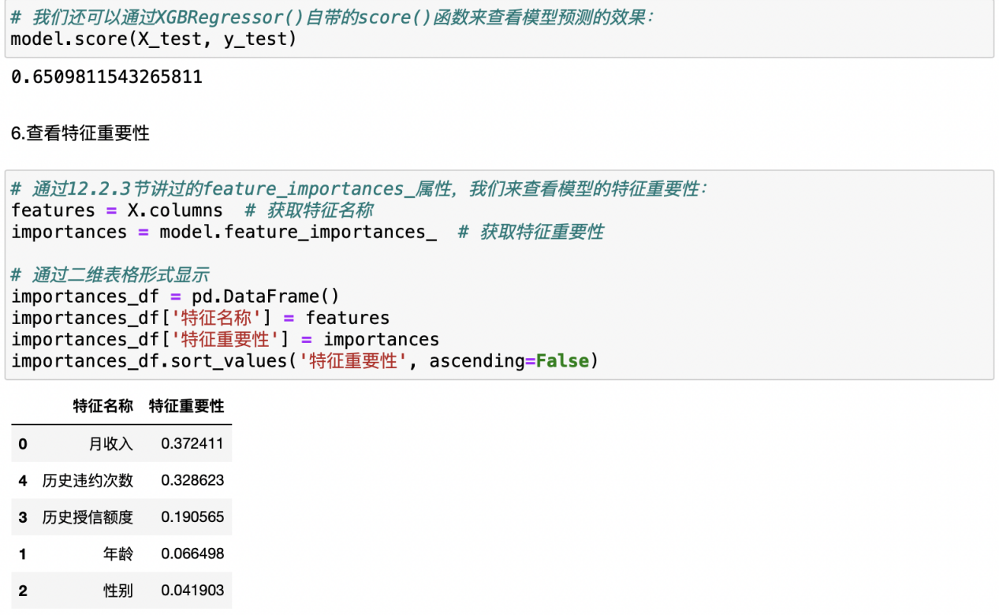 # 我们还可以通过XGBRegressor()自带的score()函数来查看模型预测的效果：
model.score(X_test, y_test)
0.6509811543265811
6.查看特征重要性
# 通过12.2.3节讲过的feature_importances_属性，我们来查看模型的特征重要性：
features = X.columns  # 获取特征名称
importances = model.feature_importances_  # 获取特征重要性
# 通过二维表格形式显示
importances_df = pd.DataFrame()
importances_df['特征名称'] = features
importances_df['特征重要性'] = importances
importances_df.sort_values('特征重要性', ascending=False)
特征名称 特征重要性
0 月收入 0.372411
4 历史违约次数 0.328623
3 历史授信额度 0.190565
1 年龄 0.066498
2 性别 0.041903